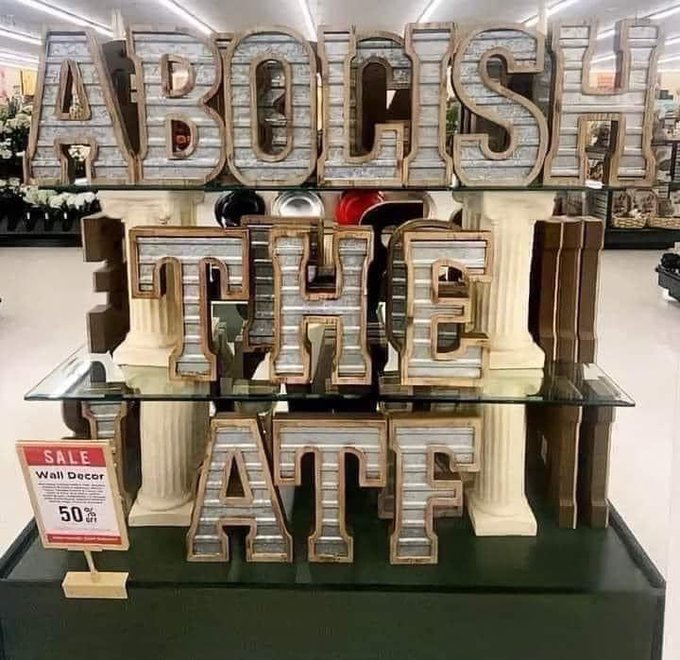 ABOLISH
THE
ATF
SALE
Wall Decor
50% OFF